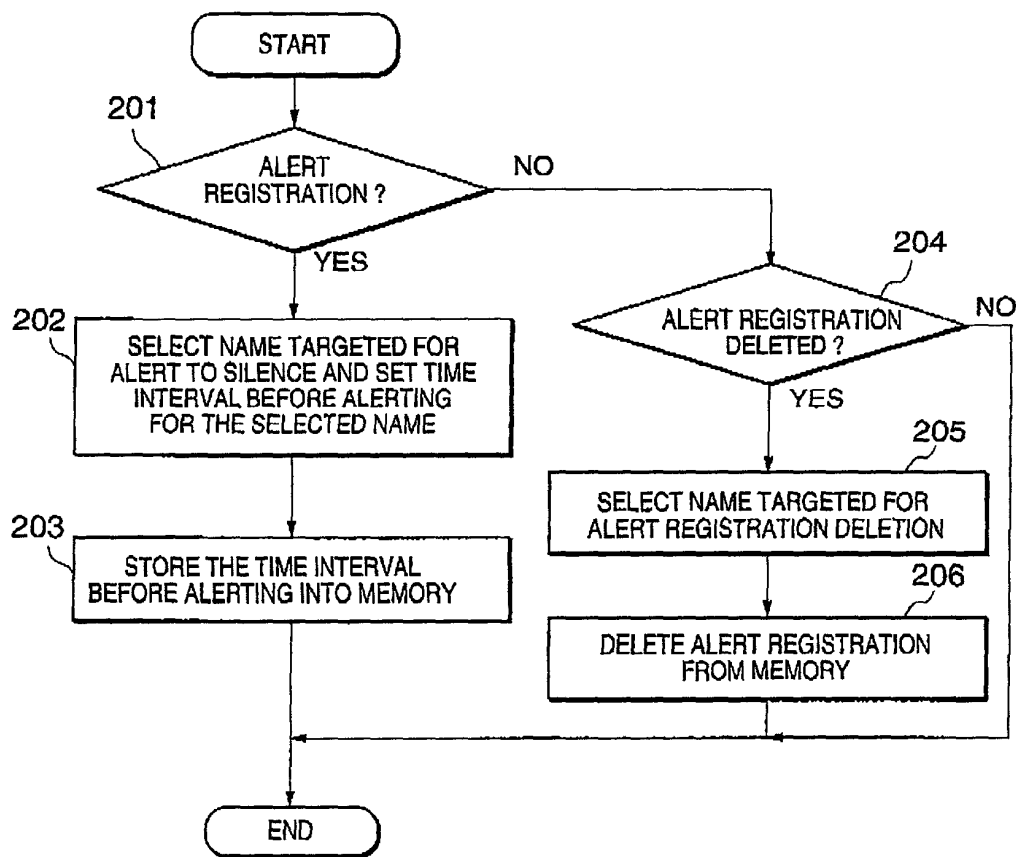 START
201
ALERT
REGISTRATION ?
NO
YES
204
ALERT REGISTRATION
DELETED ?
NO
YES
202
SELECT NAME TARGETED FOR
ALERT TO SILENCE AND SET TIME
INTERVAL BEFORE ALERTING
FOR THE SELECTED NAME
205
SELECT NAME TARGETED FOR
ALERT REGISTRATION DELETION
203
STORE THE TIME INTERVAL
BEFORE ALERTING INTO MEMORY
206
DELETE ALERT REGISTRATION
FROM MEMORY
END